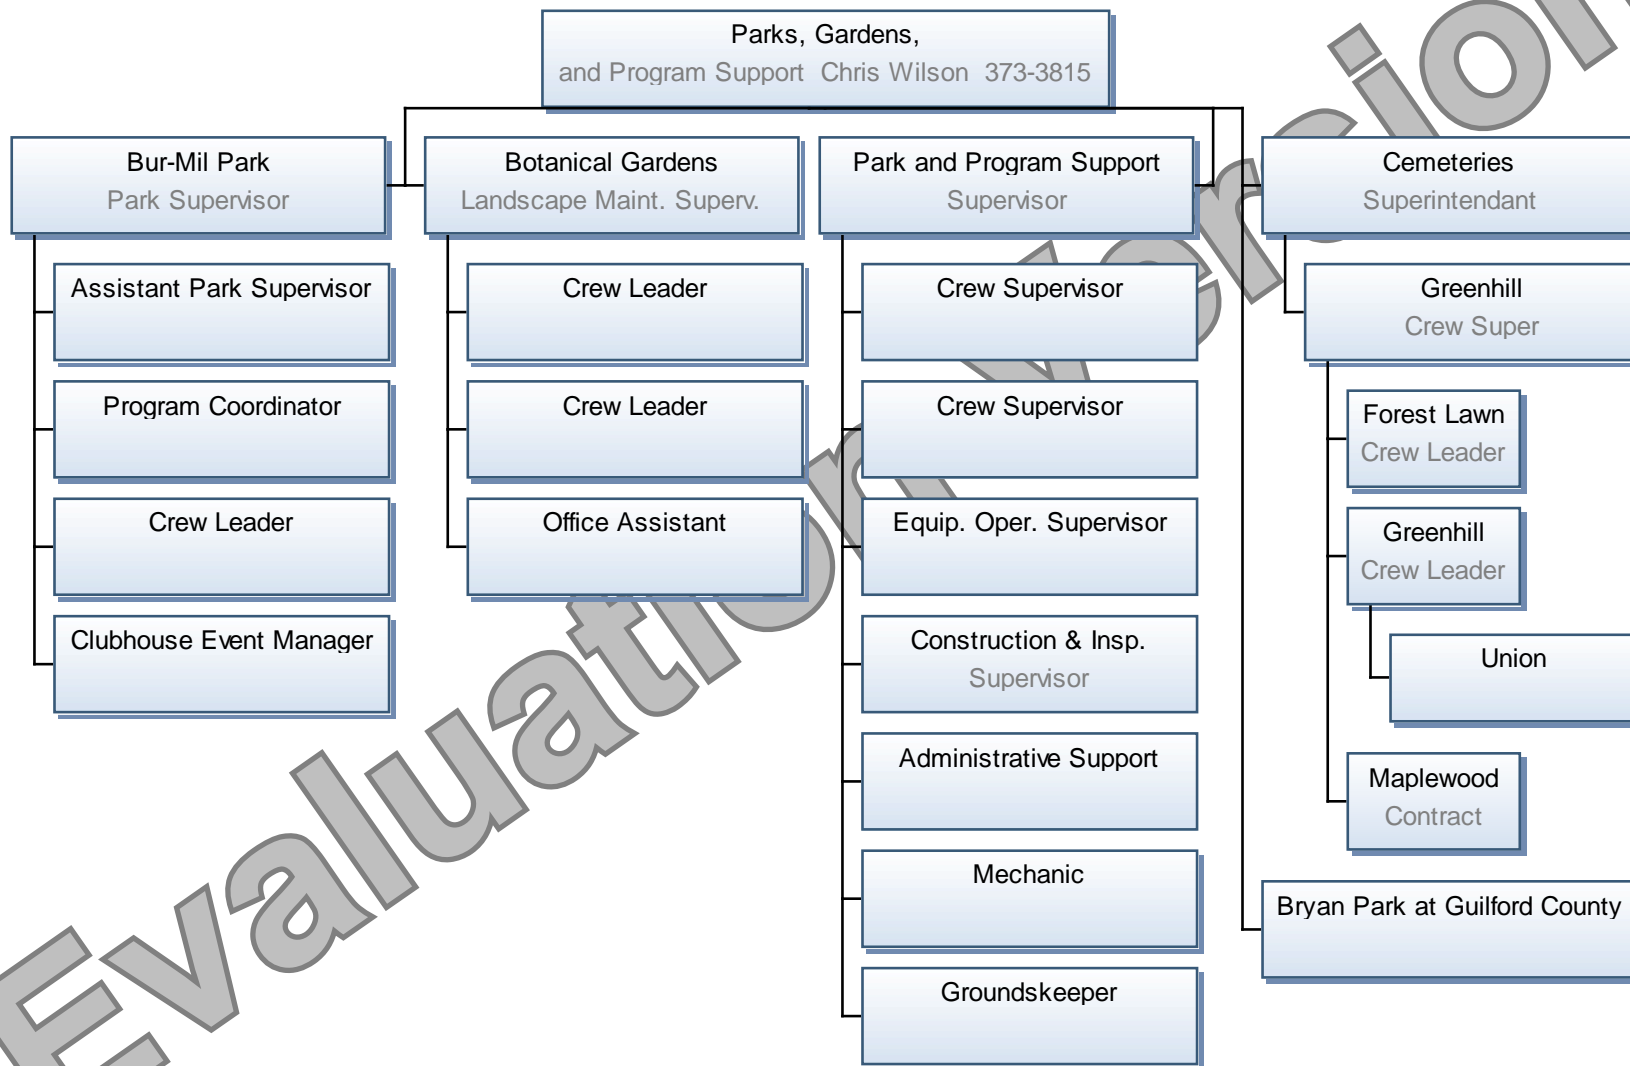 Parks, Gardens,
and Program Support Chris Wilson 373-3815
Bur-Mil Park
Park Supervisor
Assistant Park Supervisor
Program Coordinator
Crew Leader
Clubhouse Event Manager
Botanical Gardens
Landscape Maint. Superv.
Crew Leader
Crew Leader
Office Assistant
Park and Program Support
Supervisor
Crew Supervisor
Crew Supervisor
Equip. Oper. Supervisor
Construction & Insp.
Supervisor
Administrative Support
Mechanic
Groundskeeper
Cemeteries
Superintendant
Greenhill
Crew Super
Forest Lawn
Crew Leader
Greenhill
Crew Leader
Union
Maplewood
Contract
Bryan Park at Guilford County
Evaluation Version